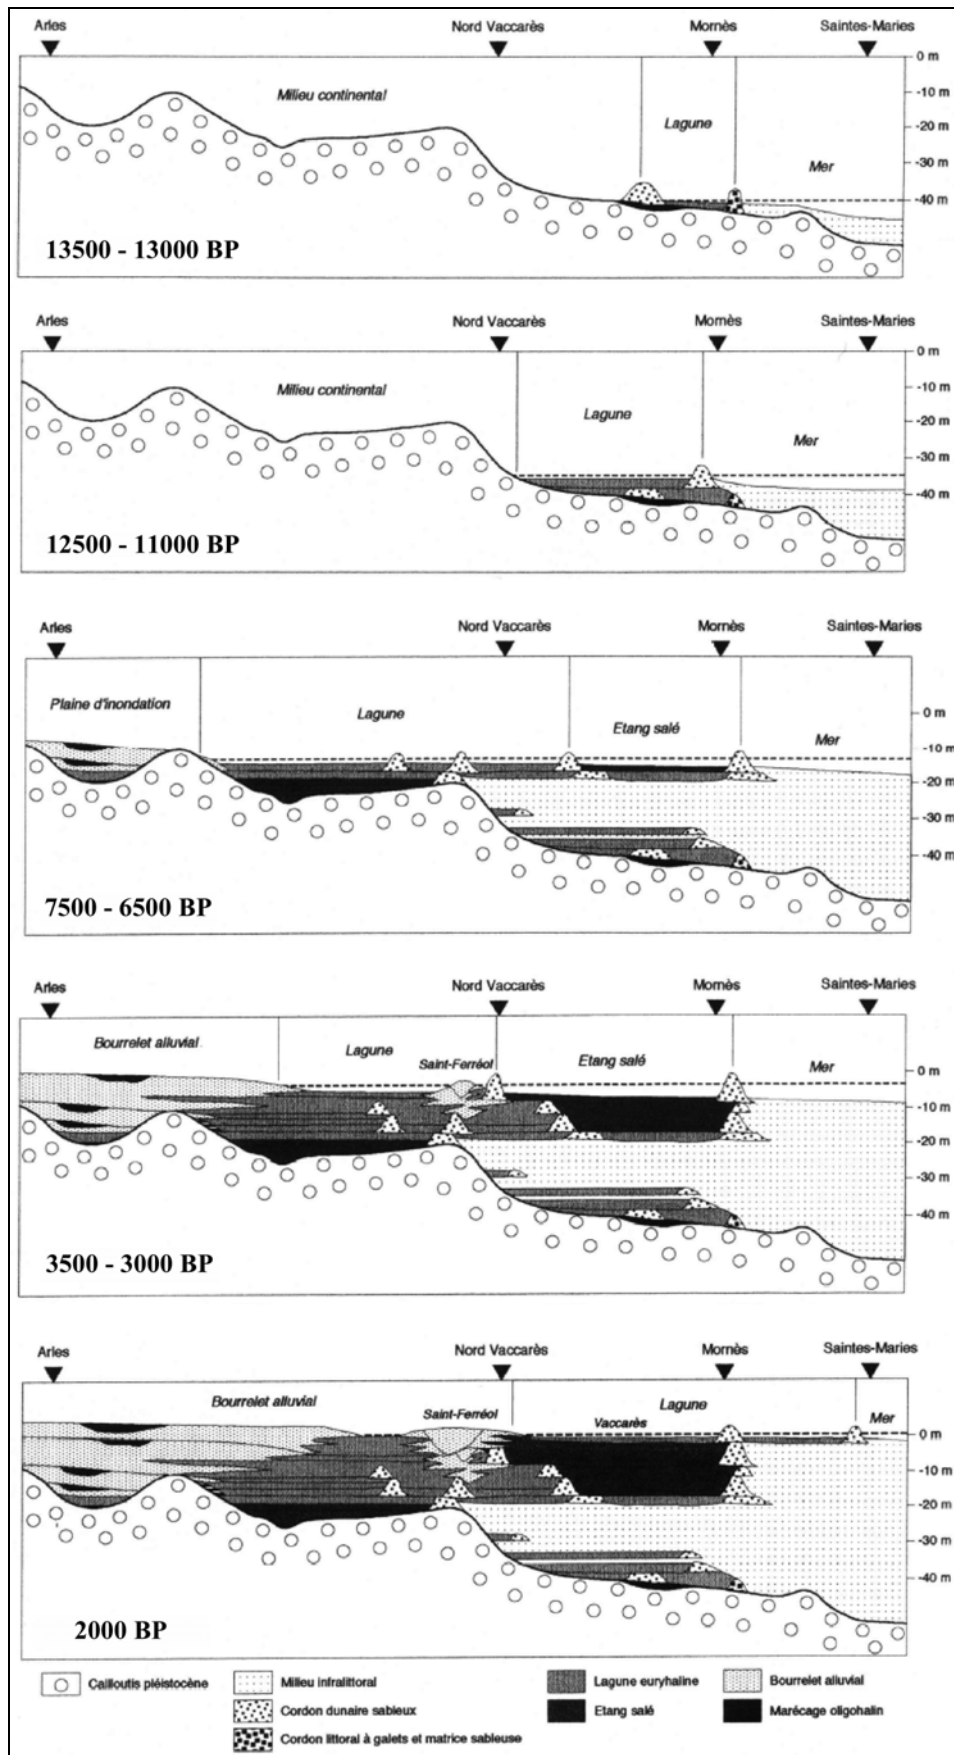 Arles Nord Vaccarès Mornès Saintes-Maries
0 m
Milieu continental
-10 m
Lagune
-20 m
Mer
-30 m
-40 m
13500 - 13000 BP
Arles Nord Vaccarès Mornès Saintes-Maries
0 m
Milieu continental
-10 m
Lagune
-20 m
Mer
-30 m
-40 m
12500 - 11000 BP
Arles Nord Vaccarès Mornès Saintes-Maries
Plaine d'inondation
Lagune
Etang salé
0 m
Mer
-10 m
-20 m
-30 m
-40 m
7500 - 6500 BP
Arles Nord Vaccarès Mornès Saintes-Maries
Bourrelet alluvial
Lagune
Saint-Ferréol
Etang salé
Mer
0 m
-10 m
-20 m
-30 m
-40 m
3500 - 3000 BP
Arles Nord Vaccarès Mornès Saintes-Maries
Bourrelet alluvial
Saint-Ferréol
Lagune
Vaccarès
Mer
0 m
-10 m
-20 m
-30 m
-40 m
2000 BP
Cailloutis pléistocène
Milieu infralittoral
Lagune euryhaline
Bourrelet alluvial
Cordon dunaire sableux
Etang salé
Marécage oligohalin
Cordon littoral à galets et matrice sableuse